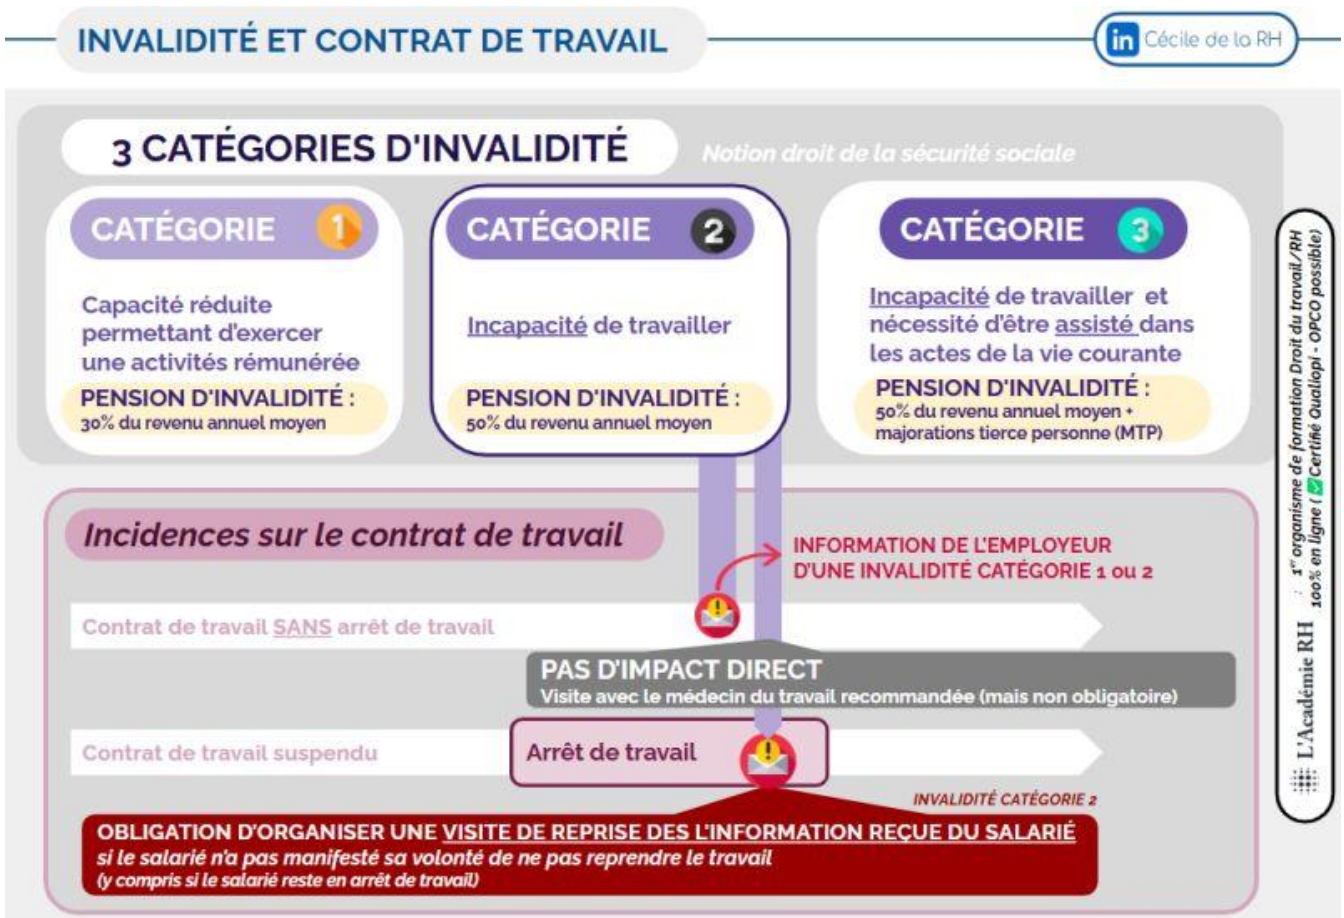 INVALIDITÉ ET CONTRAT DE TRAVAIL
in Cécile de la RH
3 CATÉGORIES D'INVALIDITÉ
Notion droit de la sécurité sociale
CATÉGORIE 1
Capacité réduite
permettant d'exercer
une activités rémunérée
PENSION D'INVALIDITÉ :
30% du revenu annuel moyen
CATÉGORIE 2
Incapacité de travailler
PENSION D'INVALIDITÉ :
50% du revenu annuel moyen
CATÉGORIE 3
Incapacité de travailler et
nécessité d'être assisté dans
les actes de la vie courante
PENSION D'INVALIDITÉ :
50% du revenu annuel moyen +
majorations tierce personne (MTP)
Incidences sur le contrat de travail
INFORMATION DE L'EMPLOYEUR
D'UNE INVALIDITÉ CATÉGORIE 1 ou 2
Contrat de travail SANS arrêt de travail
PAS D'IMPACT DIRECT
Visite avec le médecin du travail recommandée (mais non obligatoire)
Contrat de travail suspendu
Arrêt de travail
INVALIDITÉ CATÉGORIE 2
OBLIGATION D'ORGANISER UNE VISITE DE REPRISE DES L'INFORMATION REÇUE DU SALARIÉ
si le salarié n'a pas manifesté sa volonté de ne pas reprendre le travail
(y compris si le salarié reste en arrêt de travail)
L'Académie RH : 1er organisme de formation Droit du travail/RH
100% en ligne (✅Certifié Qualiopi - OPCO possible)